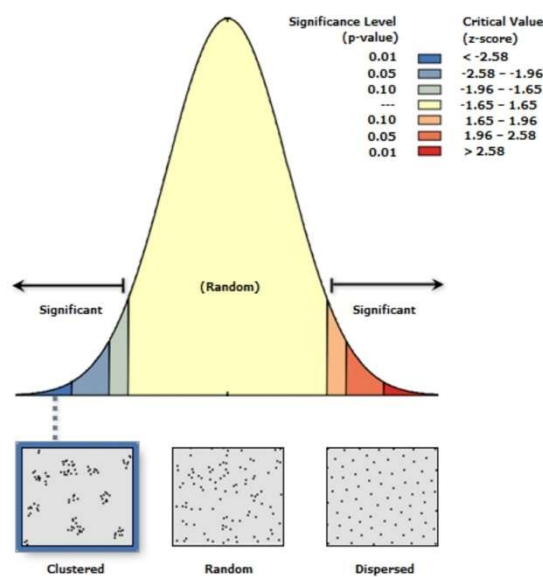 Significance Level Critical Value
(p-value) (z-score)
0.01 < -2.58
0.05 -2.58 – -1.96
0.10 -1.96 – -1.65
--- -1.65 – 1.65
0.10 1.65 – 1.96
0.05 1.96 – 2.58
0.01 > 2.58
(Random)
Significant Significant
Clustered Random Dispersed